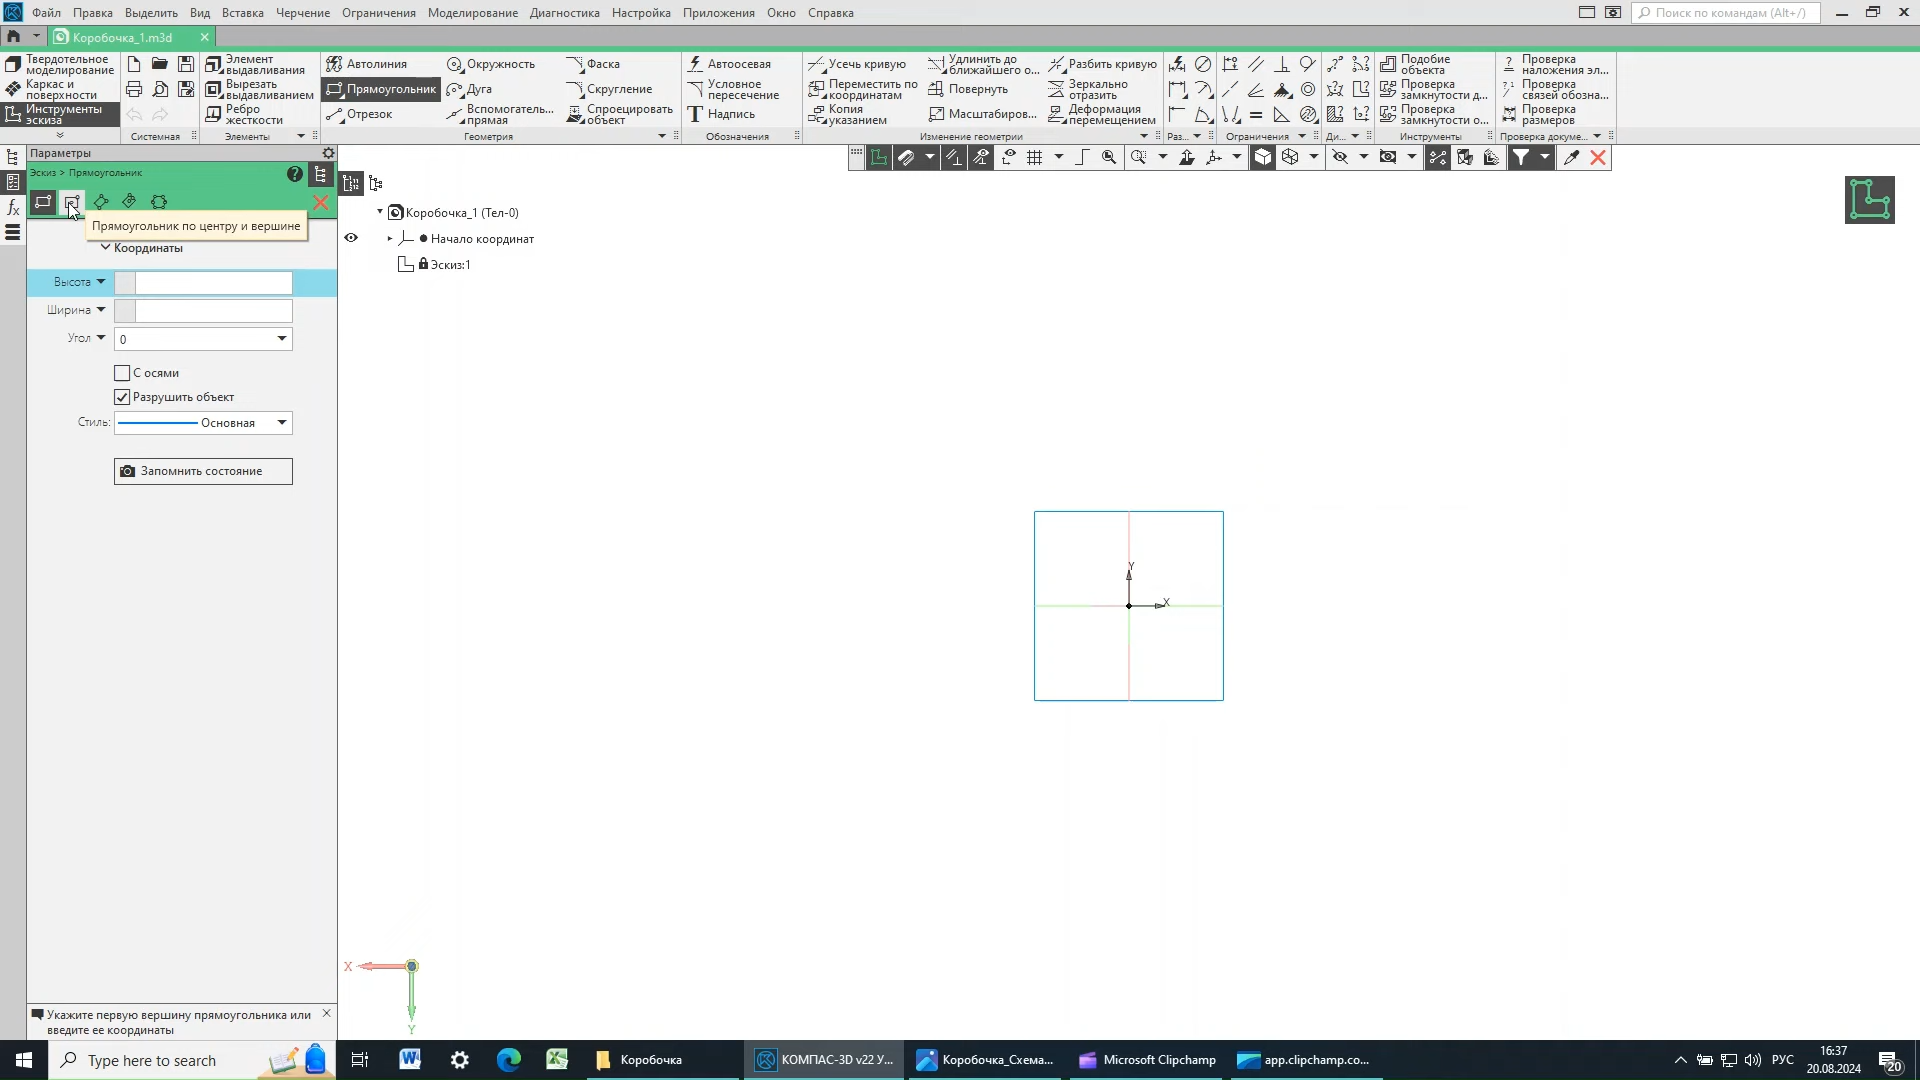 Файл Правка Выделить Вид Вставка Черчение Ограничения Моделирование Диагностика Настройка Приложения Окно Справка Поиск по командам (Alt+/)
Коробочка_1.m3d
Твердотельное моделирование
Каркас и поверхности
Инструменты эскиза
Системная
Элемент выдавливания
Вырезать выдавливанием
Ребро жесткости
Элементы
Автолиния Окружность Фаска
Прямоугольник Дуга Скругление
Отрезок Вспомогатель... прямая Спроецировать объект
Геометрия
Автоосевая
Условное пересечение
Надпись
Обозначения
Усечь кривую Удлинить до ближайшего о... Разбить кривую
Переместить по координатам Повернуть Зеркально отразить
Копия указанием Масштабиров... Деформация перемещением
Изменение геометрии
Раз...
Ограничения
Ди...
Подобие объекта
Проверка замкнутости д...
Проверка замкнутости о...
Инструменты
Проверка наложения эл...
Проверка связей обозна...
Проверка размеров
Проверка докуме...
Параметры
Эскиз > Прямоугольник
Прямоугольник по центру и вершине
Координаты
Высота
Ширина
Угол 0
С осями
Разрушить объект
Стиль: Основная
Запомнить состояние
Коробочка_1 (Тел-0)
Начало координат
Эскиз:1
Y
X
X
Y
Укажите первую вершину прямоугольника или
введите ее координаты
Type here to search
Коробочка
КОМПАС-3D v22 У...
Коробочка_Схема...
Microsoft Clipchamp
app.clipchamp.co...
РУС
16:37
20.08.2024
20